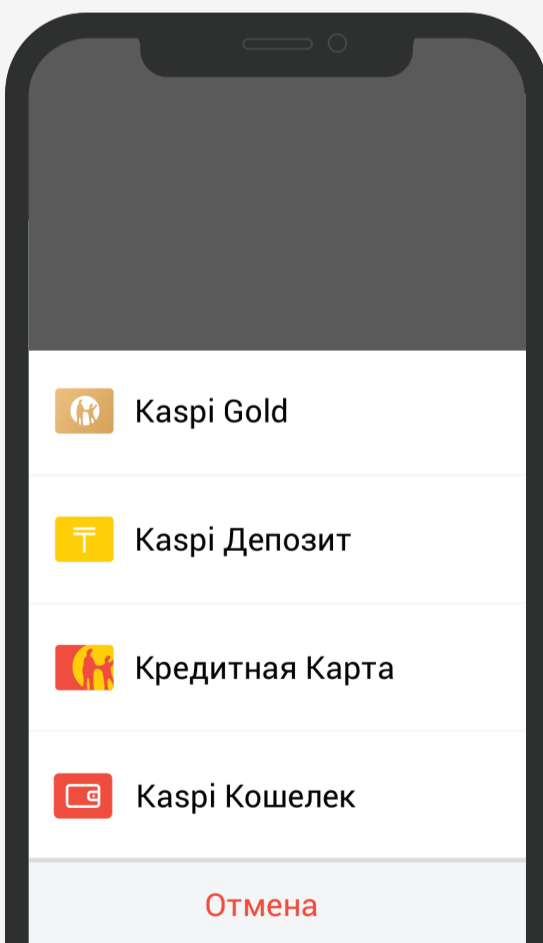 Kaspi Gold
₸
Kaspi Депозит
Кредитная Карта
Kaspi Кошелек
Отмена